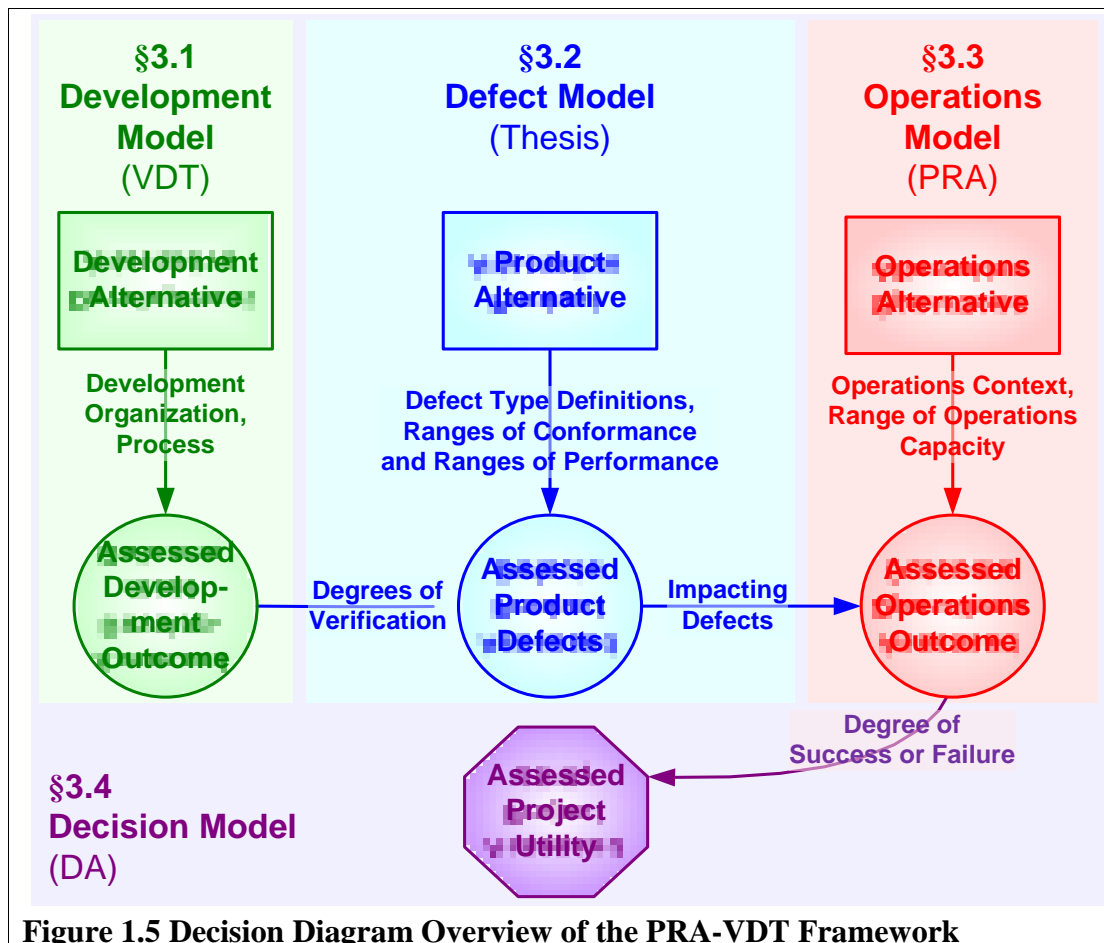 §3.1
Development
Model
(VDT)
§3.2
Defect Model
(Thesis)
§3.3
Operations
Model
(PRA)
Development
Alternative
Product
Alternative
Operations
Alternative
Development
Organization,
Process
Defect Type Definitions,
Ranges of Conformance
and Ranges of Performance
Operations Context,
Range of Operations
Capacity
Assessed
Develop-
ment
Outcome
Degrees of
Verification
Assessed
Product
Defects
Impacting
Defects
Assessed
Operations
Outcome
Degree of
Success or Failure
Assessed
Project
Utility
§3.4
Decision Model
(DA)
Figure 1.5 Decision Diagram Overview of the PRA-VDT Framework